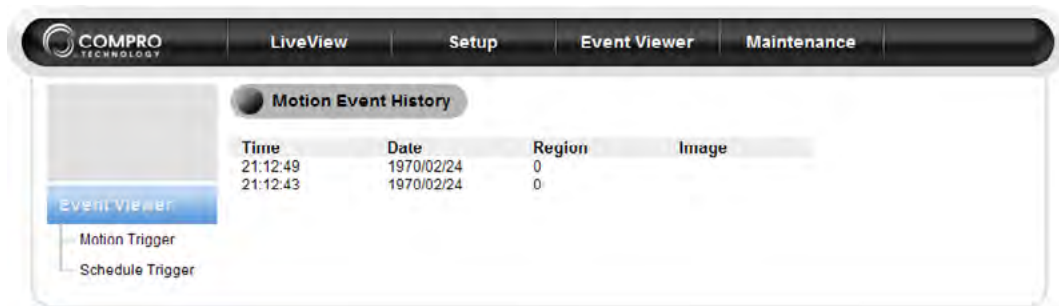 COMPRO
TECHNOLOGY
LiveView Setup Event Viewer Maintenance
Motion Event History
Time Date Region Image
21:12:49 1970/02/24 0
21:12:43 1970/02/24 0
Event Viewer
Motion Trigger
Schedule Trigger